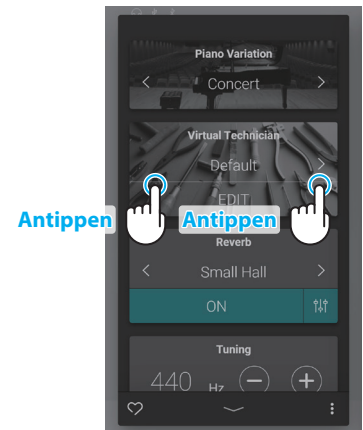 Piano Variation
Concert
Virtual Technician
Default
EDIT
Antippen Antippen
Reverb
Small Hall
ON
Tuning
440 Hz